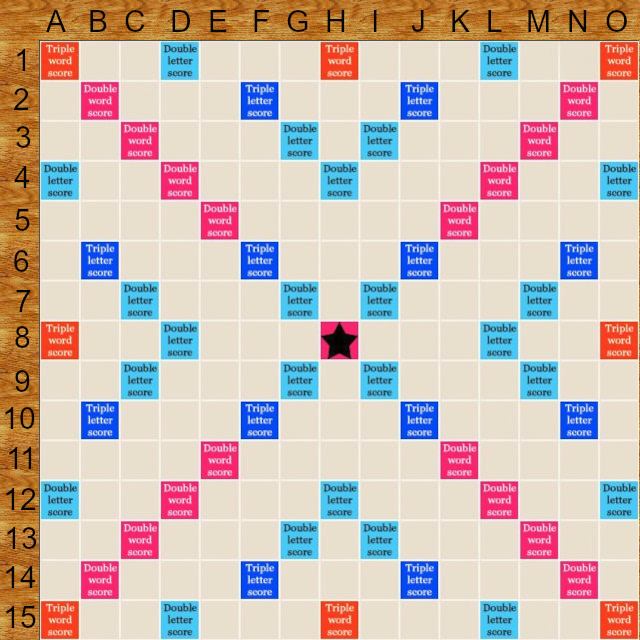 A B C D E F G H I J K L M N O
1 Triple word score Double letter score Triple word score Double letter score Triple word score
2 Double word score Triple letter score Triple letter score Double word score
3 Double word score Double letter score Double letter score Double word score
4 Double letter score Double word score Double letter score Double word score Double letter score
5 Double word score Double word score
6 Triple letter score Triple letter score Triple letter score Triple letter score
7 Double letter score Double letter score Double letter score Double letter score
8 Triple word score Double letter score Double letter score Triple word score
9 Double letter score Double letter score Double letter score Double letter score
10 Triple letter score Triple letter score Triple letter score Triple letter score
11 Double word score Double word score
12 Double letter score Double word score Double letter score Double word score Double letter score
13 Double word score Double letter score Double letter score Double word score
14 Double word score Triple letter score Triple letter score Double word score
15 Triple word score Double letter score Triple word score Double letter score Triple word score